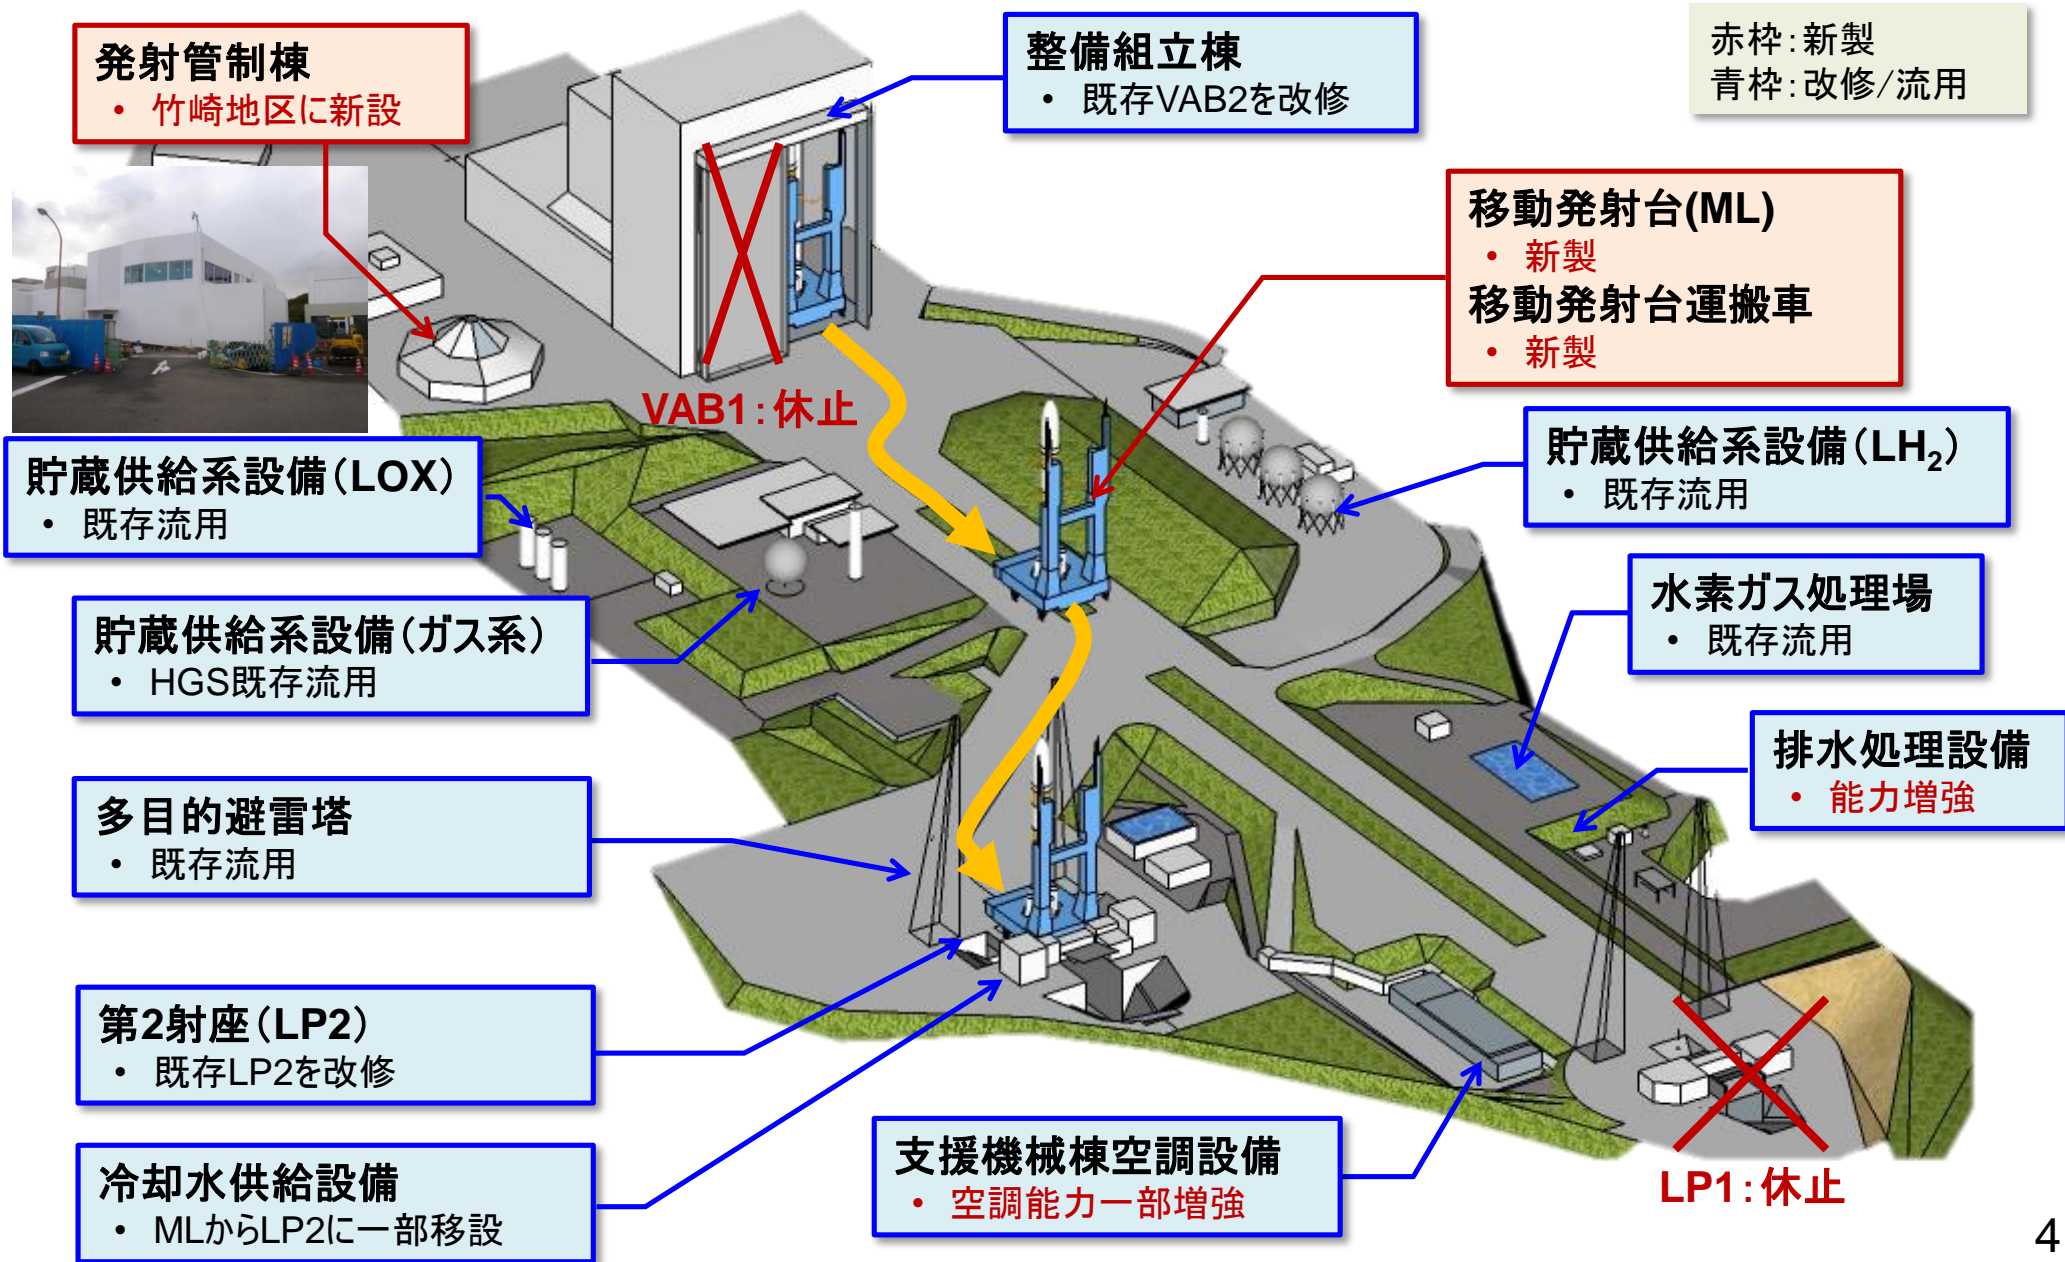 発射管制棟
• 竹崎地区に新設
整備組立棟
• 既存VAB2を改修
赤枠：新製
青枠：改修/流用
移動発射台(ML)
• 新製
移動発射台運搬車
• 新製
VAB1：休止
貯蔵供給系設備（LOX）
• 既存流用
貯蔵供給系設備（LH₂）
• 既存流用
貯蔵供給系設備（ガス系）
• HGS既存流用
水素ガス処理場
• 既存流用
排水処理設備
• 能力増強
多目的避雷塔
• 既存流用
第2射座（LP2）
• 既存LP2を改修
冷却水供給設備
• MLからLP2に一部移設
支援機械棟空調設備
• 空調能力一部増強
LP1：休止
4